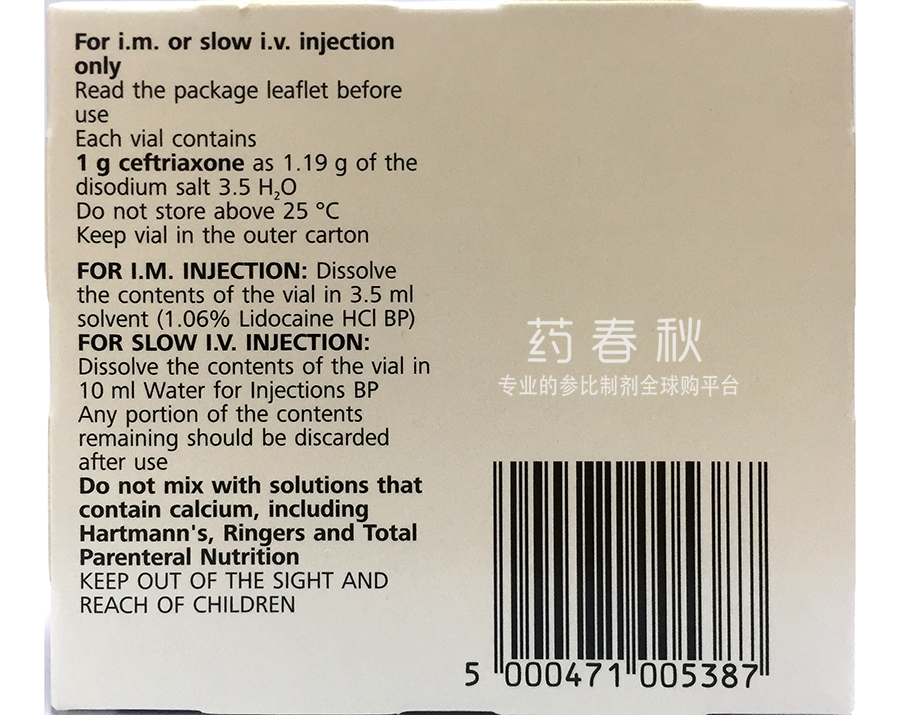 For i.m. or slow i.v. injection
only
Read the package leaflet before
use
Each vial contains
1 g ceftriaxone as 1.19 g of the
disodium salt 3.5 H₂O
Do not store above 25 °C
Keep vial in the outer carton
FOR I.M. INJECTION: Dissolve
the contents of the vial in 3.5 ml
solvent (1.06% Lidocaine HCl BP)
FOR SLOW I.V. INJECTION:
Dissolve the contents of the vial in
10 ml Water for Injections BP
Any portion of the contents
remaining should be discarded
after use
Do not mix with solutions that
contain calcium, including
Hartmann's, Ringers and Total
Parenteral Nutrition
KEEP OUT OF THE SIGHT AND
REACH OF CHILDREN
药春秋
专业的参比制剂全球购平台
5 000471 005387